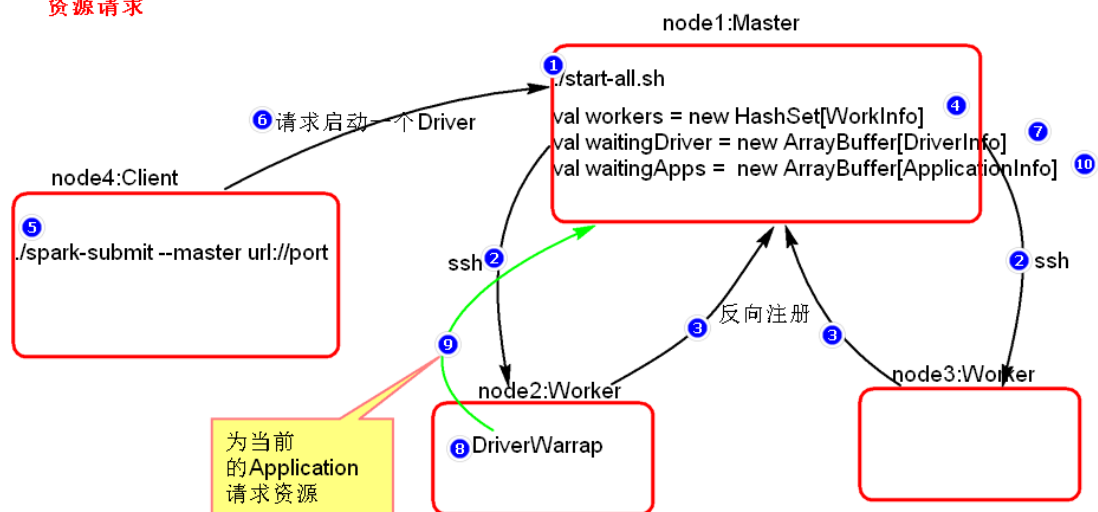 资源请求
node1:Master
1
./start-all.sh
val workers = new HashSet[WorkInfo]
4
val waitingDriver = new ArrayBuffer[DriverInfo]
7
val waitingApps = new ArrayBuffer[ApplicationInfo]
10
6 请求启动一个Driver
node4:Client
5
./spark-submit --master url://port
ssh 2
2 ssh
3 反向注册
3
9
node2:Worker
node3:Worker
8 DriverWarrap
为当前
的Application
请求资源